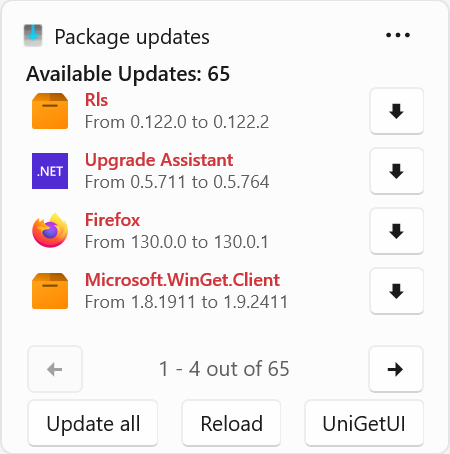 Package updates
Available Updates: 65
Rls
From 0.122.0 to 0.122.2
.NET
Upgrade Assistant
From 0.5.711 to 0.5.764
Firefox
From 130.0.0 to 130.0.1
Microsoft.WinGet.Client
From 1.8.1911 to 1.9.2411
1 - 4 out of 65
Update all
Reload
UniGetUI